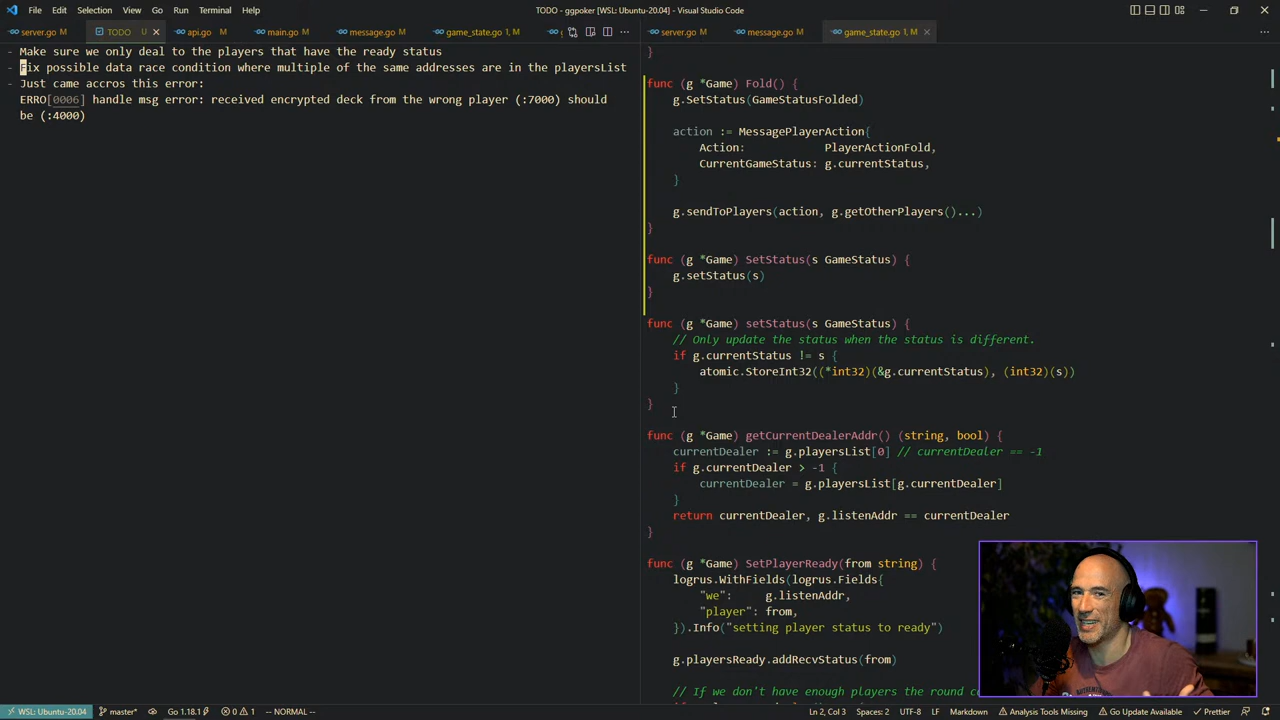 File Edit Selection View Go Run Terminal Help
TODO - ggpoker [WSL: Ubuntu-20.04] - Visual Studio Code
server.go M TODO U api.go M main.go M message.go M game_state.go 1, M
server.go M message.go M game_state.go 1, M
- Make sure we only deal to the players that have the ready status
- Fix possible data race condition where multiple of the same addresses are in the playersList
- Just came accros this error:
ERRO[0006] handle msg error: received encrypted deck from the wrong player (:7000) should
be (:4000)
}
func (g *Game) Fold() {
g.SetStatus(GameStatusFolded)
action := MessagePlayerAction{
Action: PlayerActionFold,
CurrentGameStatus: g.currentStatus,
}
g.sendToPlayers(action, g.getOtherPlayers()...)
}
func (g *Game) SetStatus(s GameStatus) {
g.setStatus(s)
}
func (g *Game) setStatus(s GameStatus) {
// Only update the status when the status is different.
if g.currentStatus != s {
atomic.StoreInt32((*int32)(&g.currentStatus), (int32)(s))
}
}
func (g *Game) getCurrentDealerAddr() (string, bool) {
currentDealer := g.playersList[0] // currentDealer == -1
if g.currentDealer > -1 {
currentDealer = g.playersList[g.currentDealer]
}
return currentDealer, g.listenAddr == currentDealer
}
func (g *Game) SetPlayerReady(from string) {
logrus.WithFields(logrus.Fields{
"we": g.listenAddr,
"player": from,
}).Info("setting player status to ready")
g.playersReady.addRecvStatus(from)
// If we don't have enough players the round
WSL: Ubuntu-20.04 master* Go 1.18.1 0 1 -- NORMAL -- Ln 2, Col 3 Spaces: 2 UTF-8 LF Markdown Analysis Tools Missing Go Update Available Prettier